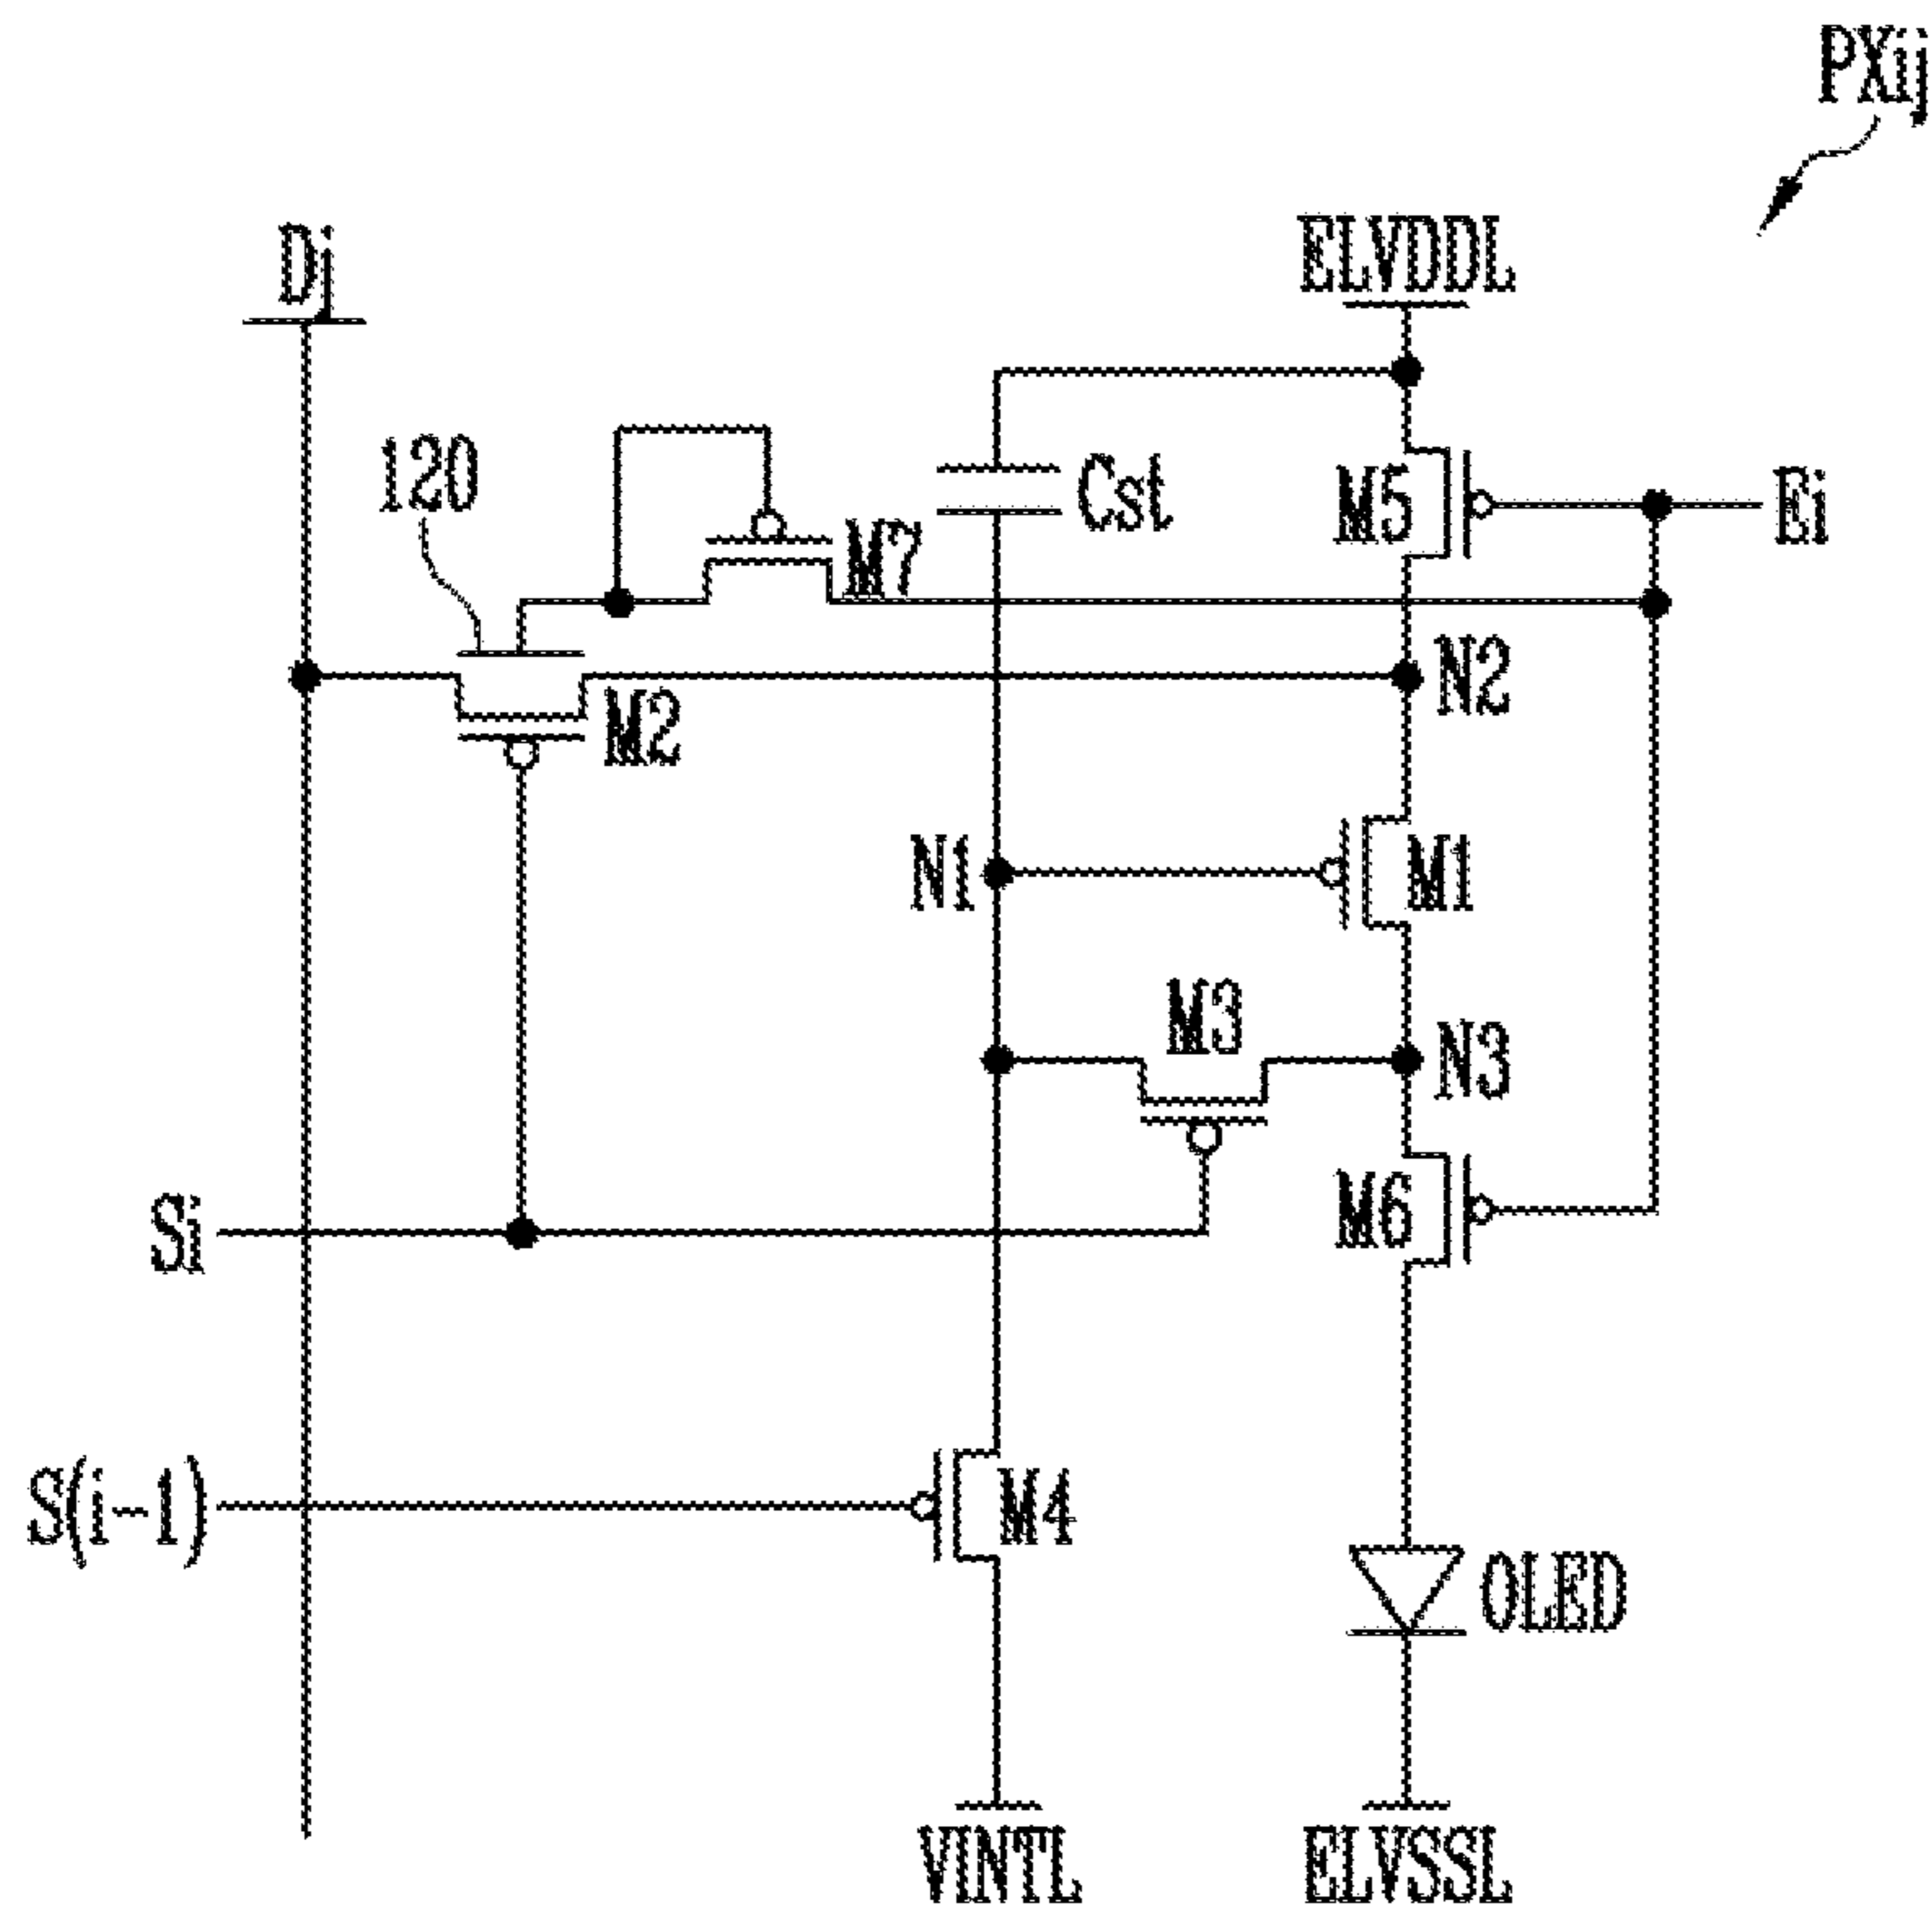 PXij
Dj
ELVDDL
120
Cst
M5
Ei
M7
N2
M2
N1
M1
M3
N3
Si
M6
S(i-1)
M4
OLED
VINTL
ELVSSL